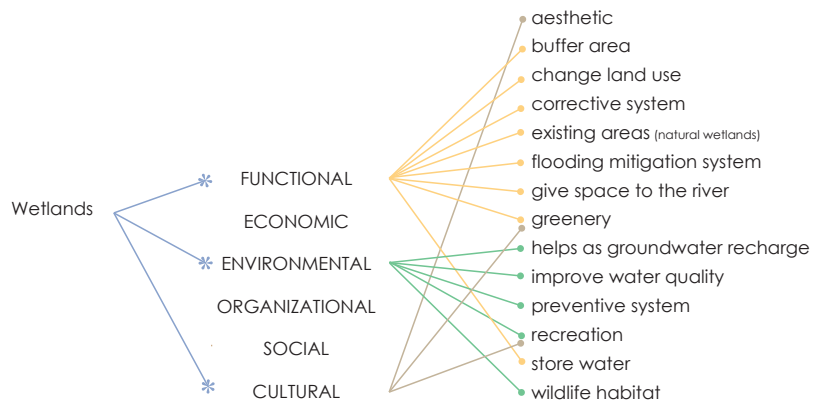 Wetlands
FUNCTIONAL
ECONOMIC
ENVIRONMENTAL
ORGANIZATIONAL
SOCIAL
CULTURAL
aesthetic
buffer area
change land use
corrective system
existing areas (natural wetlands)
flooding mitigation system
give space to the river
greenery
helps as groundwater recharge
improve water quality
preventive system
recreation
store water
wildlife habitat